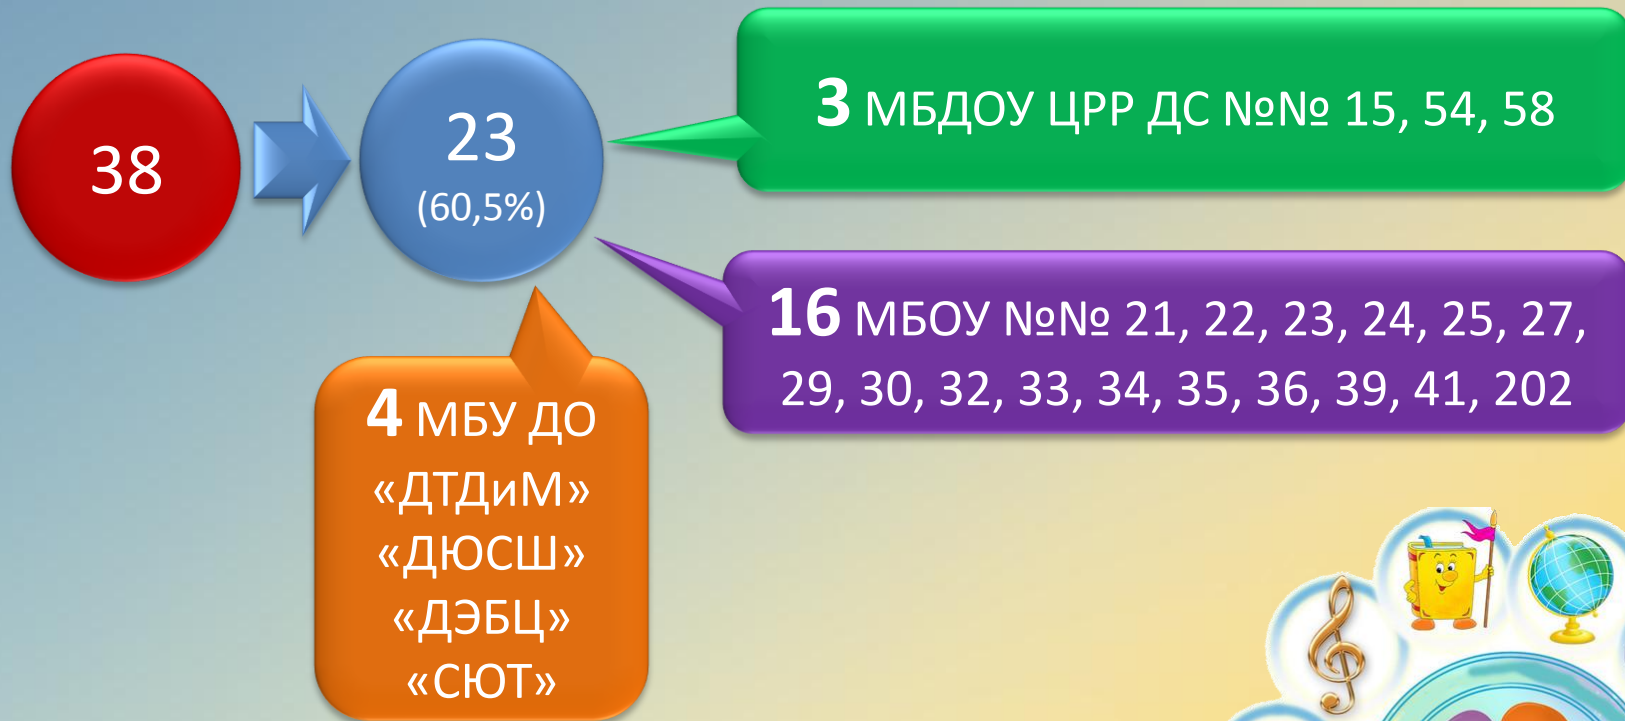 38
23
(60,5%)
3 МБДОУ ЦРР ДС №№ 15, 54, 58
16 МБОУ №№ 21, 22, 23, 24, 25, 27,
29, 30, 32, 33, 34, 35, 36, 39, 41, 202
4 МБУ ДО
«ДТДиМ»
«ДЮСШ»
«ДЭБЦ»
«СЮТ»